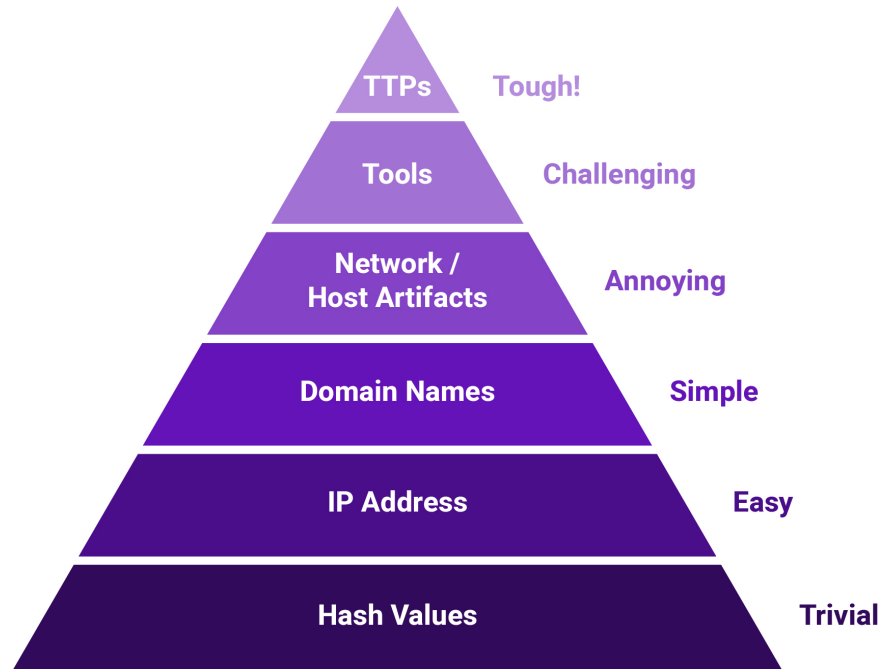 TTPs
Tough!
Tools
Challenging
Network /
Host Artifacts
Annoying
Domain Names
Simple
IP Address
Easy
Hash Values
Trivial